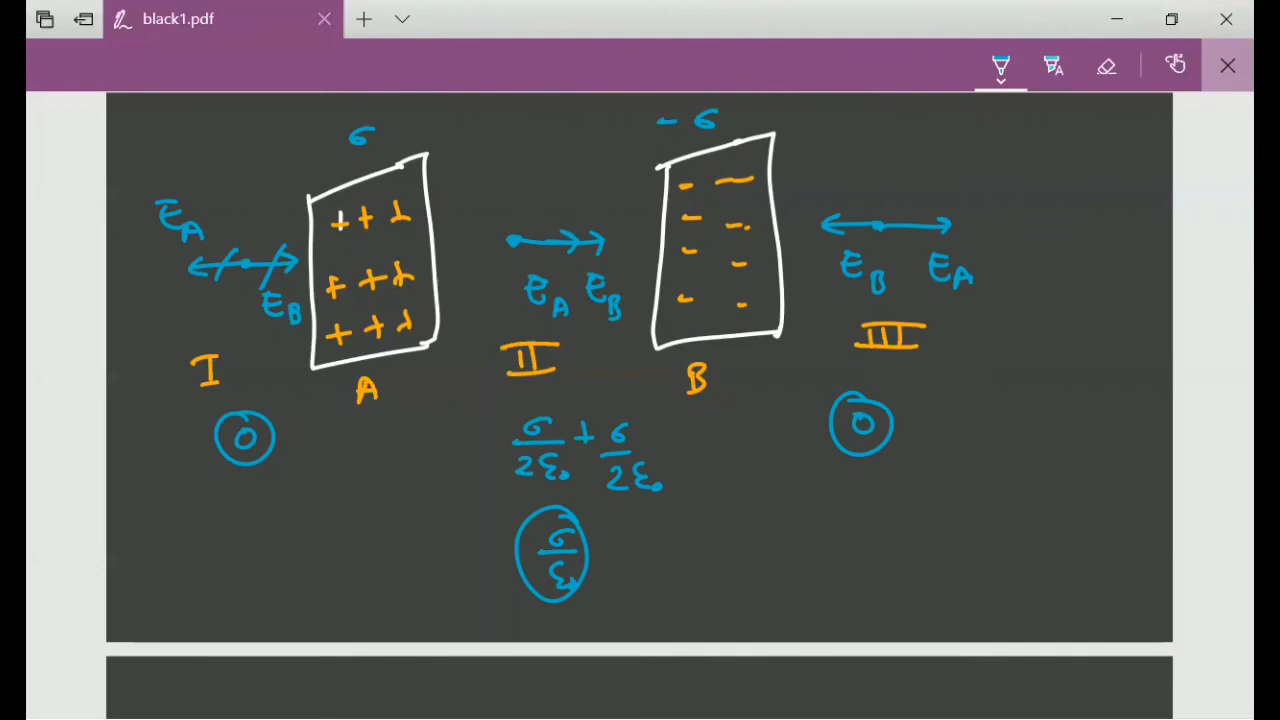 black1.pdf
σ
- σ
E_A
E_B
+ + +
+ + +
+ + +
I
A
0
E_A E_B
II
σ/2ε₀ + σ/2ε₀
σ/ε₀
- -
- -
- -
- -
B
E_B E_A
III
0